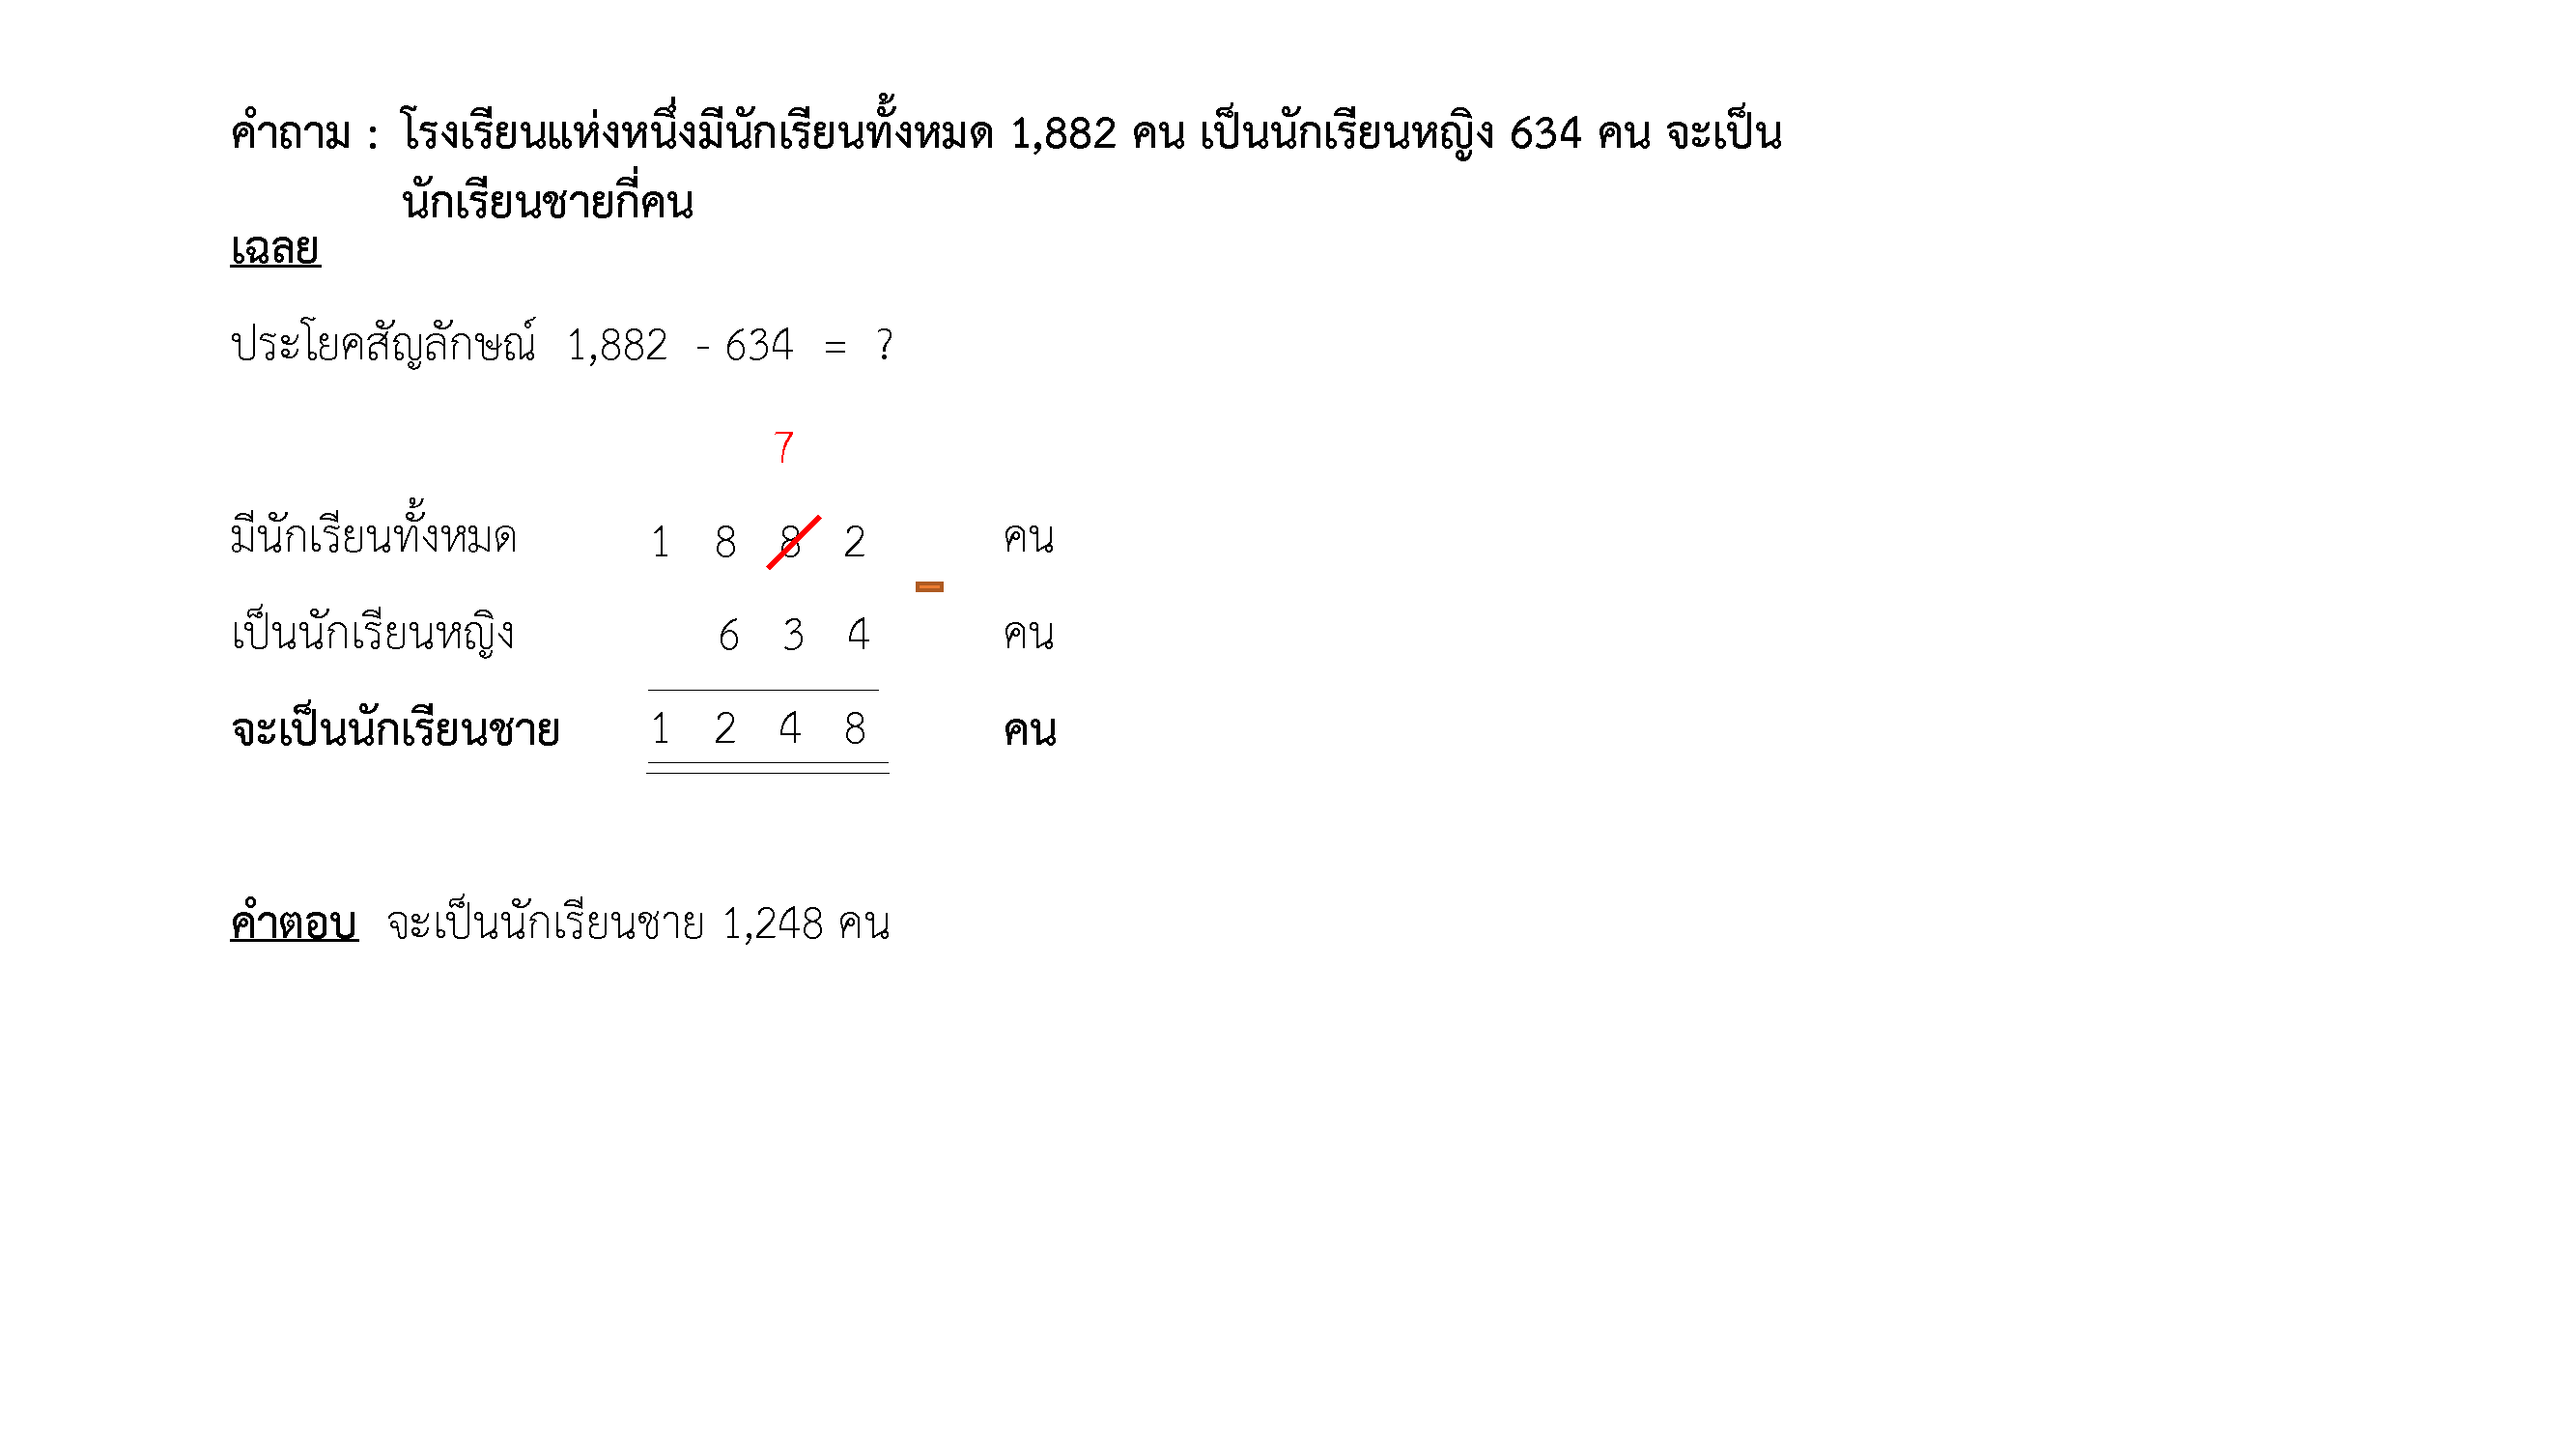 คำถาม : โรงเรียนแห่งหนึ่งมีนักเรียนทั้งหมด 1,882 คน เป็นนักเรียนหญิง 634 คน จะเป็น
นักเรียนชายกี่คน
เฉลย
ประโยคสัญลักษณ์ 1,882 - 634 = ?
7
มีนักเรียนทั้งหมด 1 8 8 2 คน
-
เป็นนักเรียนหญิง 6 3 4 คน
จะเป็นนักเรียนชาย 1 2 4 8 คน
คำตอบ จะเป็นนักเรียนชาย 1,248 คน